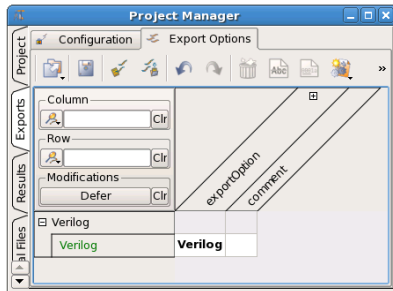 Project Manager
Configuration
Export Options
Project
Exports
Results
al Files
Abc
»
Column
Clr
Row
Clr
Modifications
Defer
Clr
exportOption
comment
Verilog
Verilog
Verilog